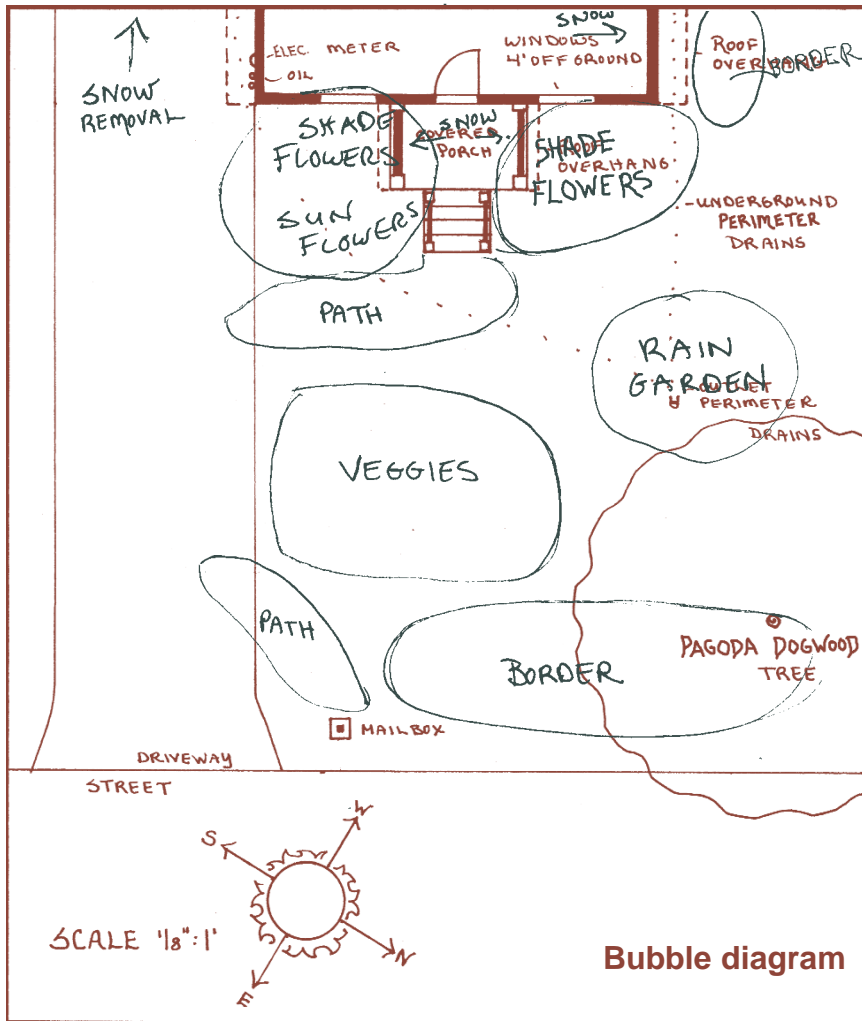 SNOW
ELEC. METER
OIL
WINDOWS
4' OFF GROUND
ROOF
OVERHANG
BORDER
SNOW
REMOVAL
SHADE
FLOWERS
SNOW
COVERED
PORCH
SHADE
FLOWERS
ROOF
OVERHANG
SUN
FLOWERS
-UNDERGROUND
PERIMETER
DRAINS
PATH
RAIN
GARDEN
PERIMETER
DRAINS
VEGGIES
PATH
BORDER
PAGODA DOGWOOD
TREE
MAILBOX
DRIVEWAY
STREET
W
S
N
E
SCALE 1/8":1'
Bubble diagram